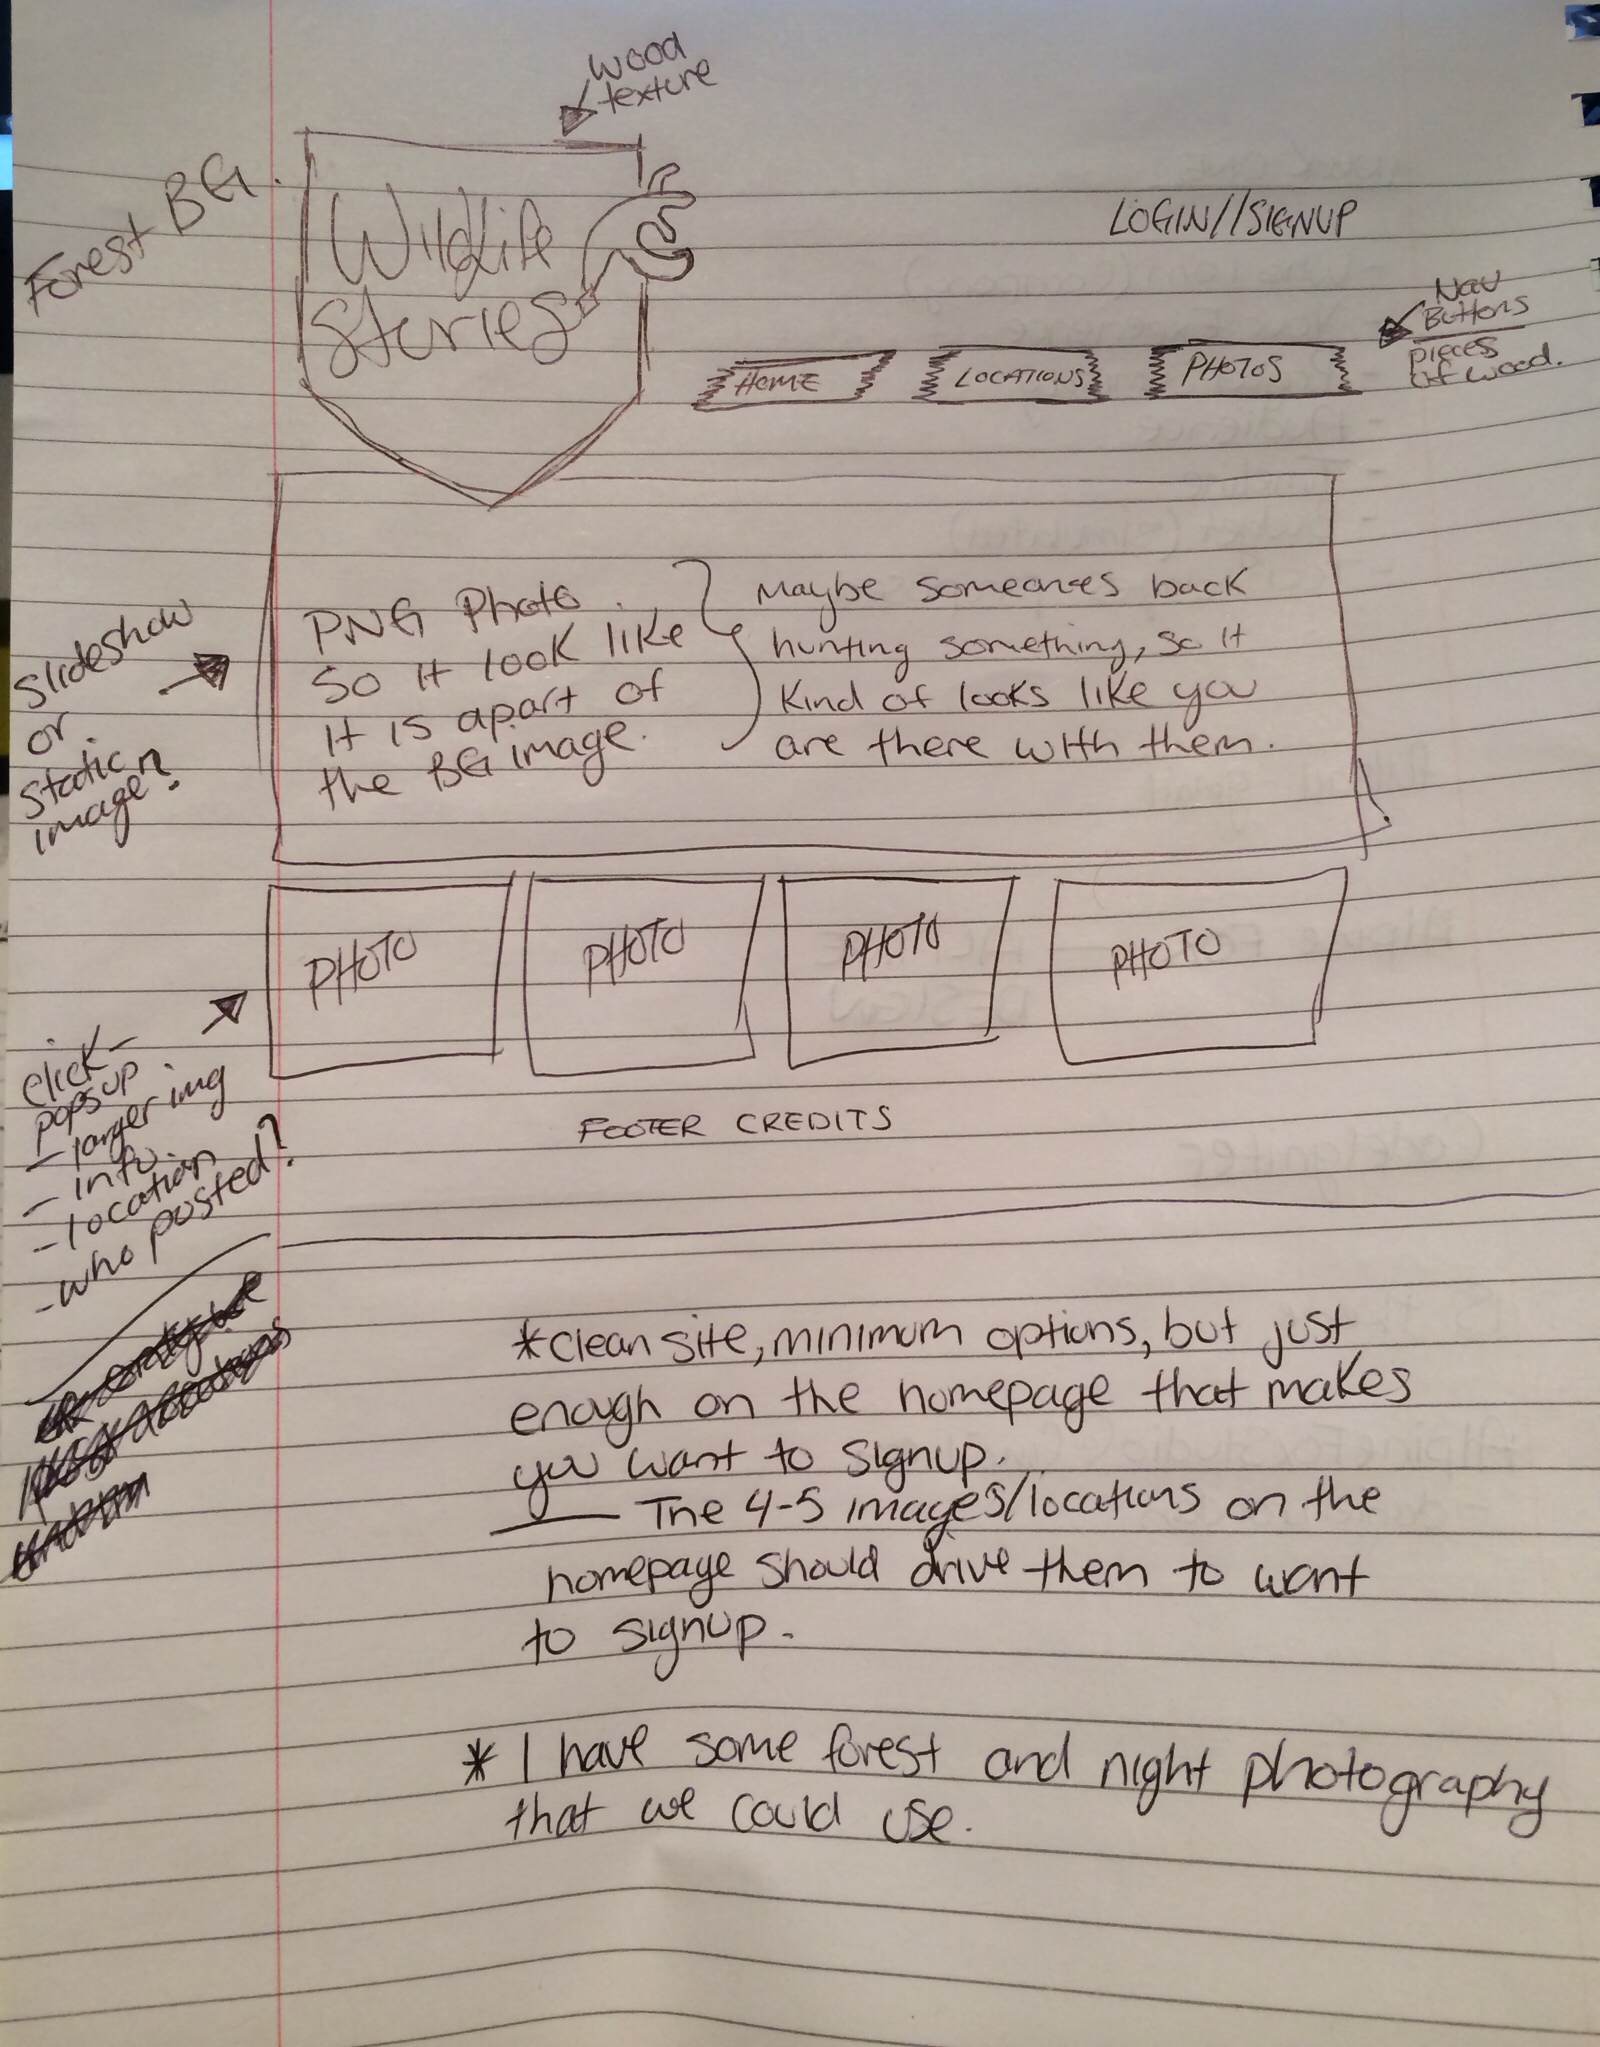 wood
texture
Forest BG
Wildlife
Stories
LOGIN//SIGNUP
Nav
Buttons
pieces
of wood.
HOME
LOCATIONS
PHOTOS
Slideshow
or
Static
image?
PNG Photo
So it look like
it is apart of
the BG image.
Maybe someones back
hunting something, so it
kind of looks like you
are there with them.
PHOTO
PHOTO
PHOTO
PHOTO
click-
popsup
- larger img
- info.
- location
- who posted?
FOOTER CREDITS
*clean site, minimum options, but just
enough on the homepage that makes
you want to signup.
— The 4-5 images/locations on the
homepage should drive them to want
to signup.
* I have some forest and night photography
that we could use.